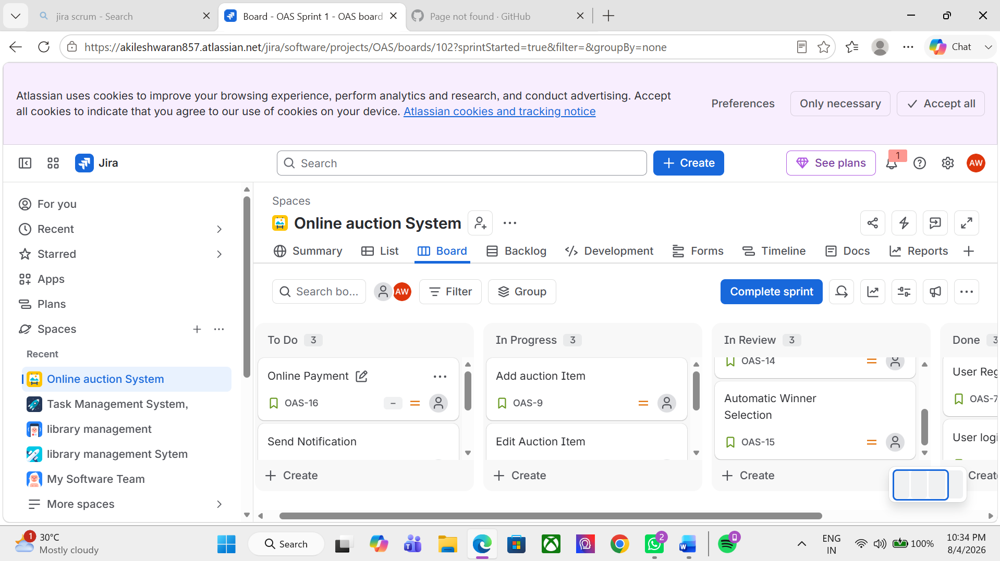 jira scrum - Search
Board - OAS Sprint 1 - OAS board
Page not found · GitHub
https://akileshwaran857.atlassian.net/jira/software/projects/OAS/boards/102?sprintStarted=true&filter=&groupBy=none
Chat
Atlassian uses cookies to improve your browsing experience, perform analytics and research, and conduct advertising. Accept
all cookies to indicate that you agree to our use of cookies on your device. Atlassian cookies and tracking notice
Preferences
Only necessary
Accept all
Jira
Search
Create
See plans
1
AW
For you
Recent
Starred
Apps
Plans
Spaces
Recent
Online auction System
Task Management System,
library management
library management Sytem
My Software Team
More spaces
Spaces
Online auction System
Summary
List
Board
Backlog
Development
Forms
Timeline
Docs
Reports
Search bo...
AW
Filter
Group
Complete sprint
To Do 3
Online Payment
OAS-16
Send Notification
Create
In Progress 3
Add auction Item
OAS-9
Edit Auction Item
Create
In Review 3
OAS-14
Automatic Winner
Selection
OAS-15
Create
Done 3
User Reg
OAS-7
User logi
Creat
1
30°C
Mostly cloudy
Search
2
ENG
IN
100%
10:34 PM
8/4/2026